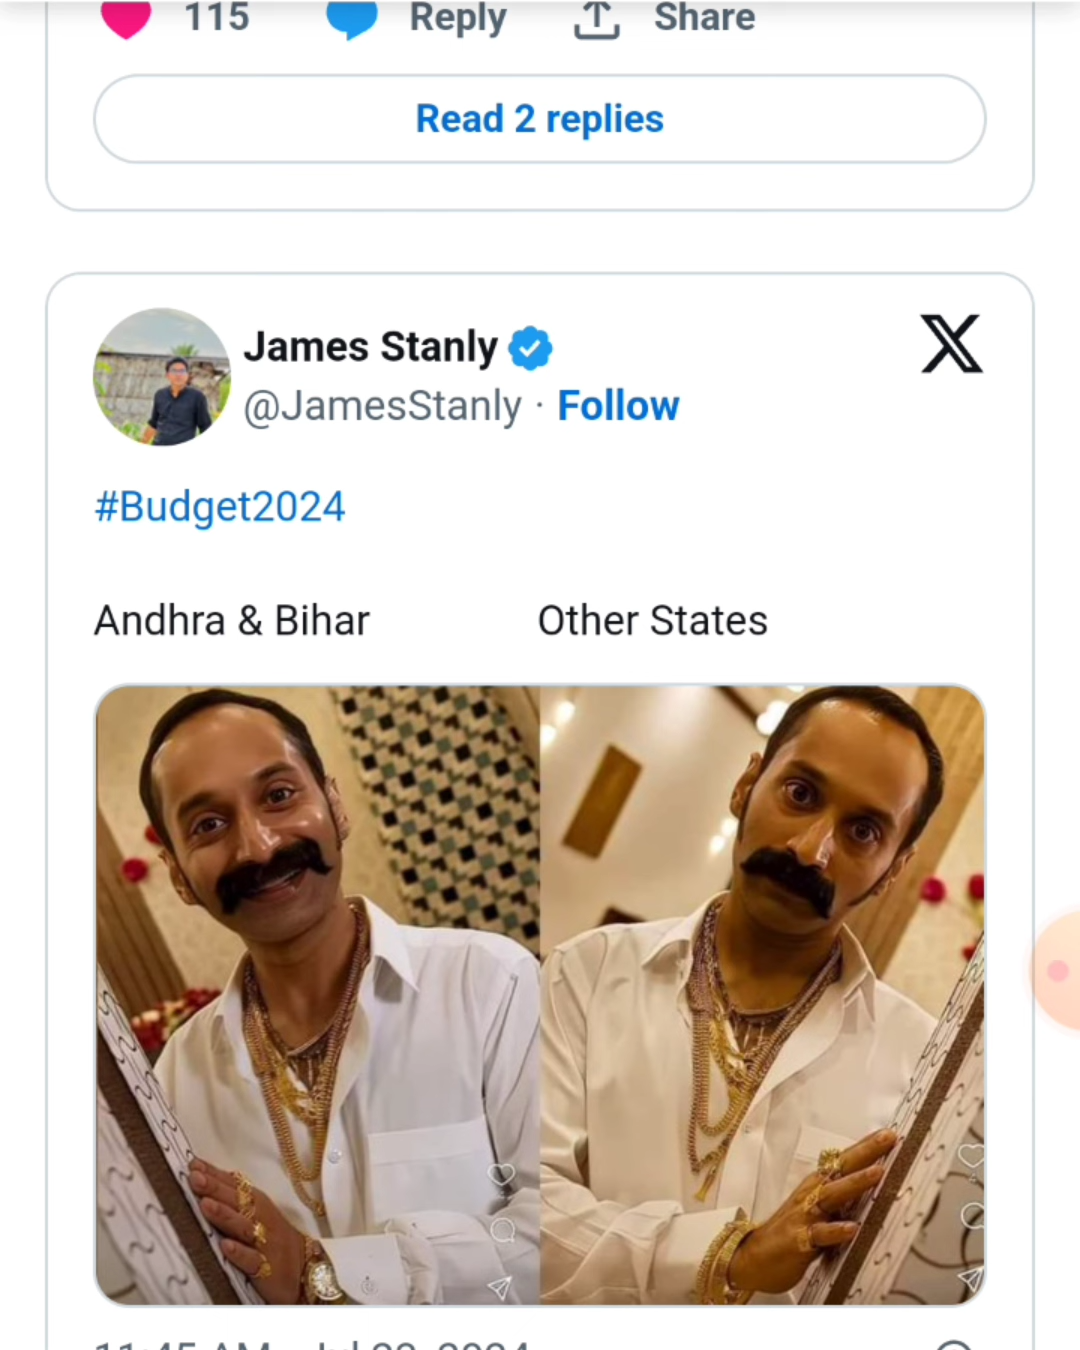 115 Reply Share
Read 2 replies
James Stanly
@JamesStanly · Follow
#Budget2024
Andhra & Bihar Other States